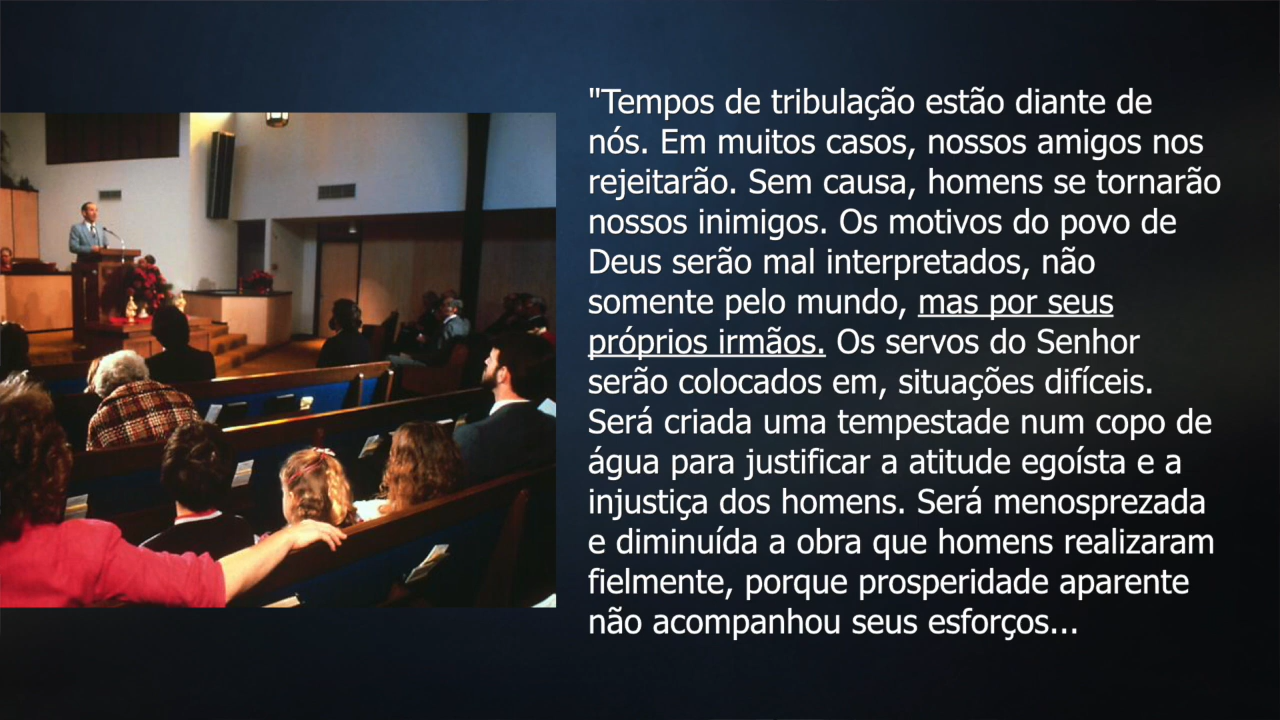 "Tempos de tribulação estão diante de
nós. Em muitos casos, nossos amigos nos
rejeitarão. Sem causa, homens se tornarão
nossos inimigos. Os motivos do povo de
Deus serão mal interpretados, não
somente pelo mundo, mas por seus
próprios irmãos. Os servos do Senhor
serão colocados em, situações difíceis.
Será criada uma tempestade num copo de
água para justificar a atitude egoísta e a
injustiça dos homens. Será menosprezada
e diminuída a obra que homens realizaram
fielmente, porque prosperidade aparente
não acompanhou seus esforços...